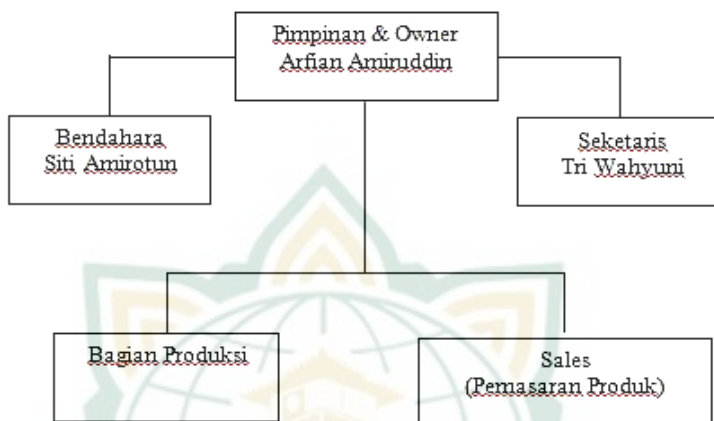 Pimpinan & Owner
Arfian Amiruddin
Bendahara
Siti Amirotun
Seketaris
Tri Wahyuni
Bagian Produksi
Sales
(Pemasaran Produk)